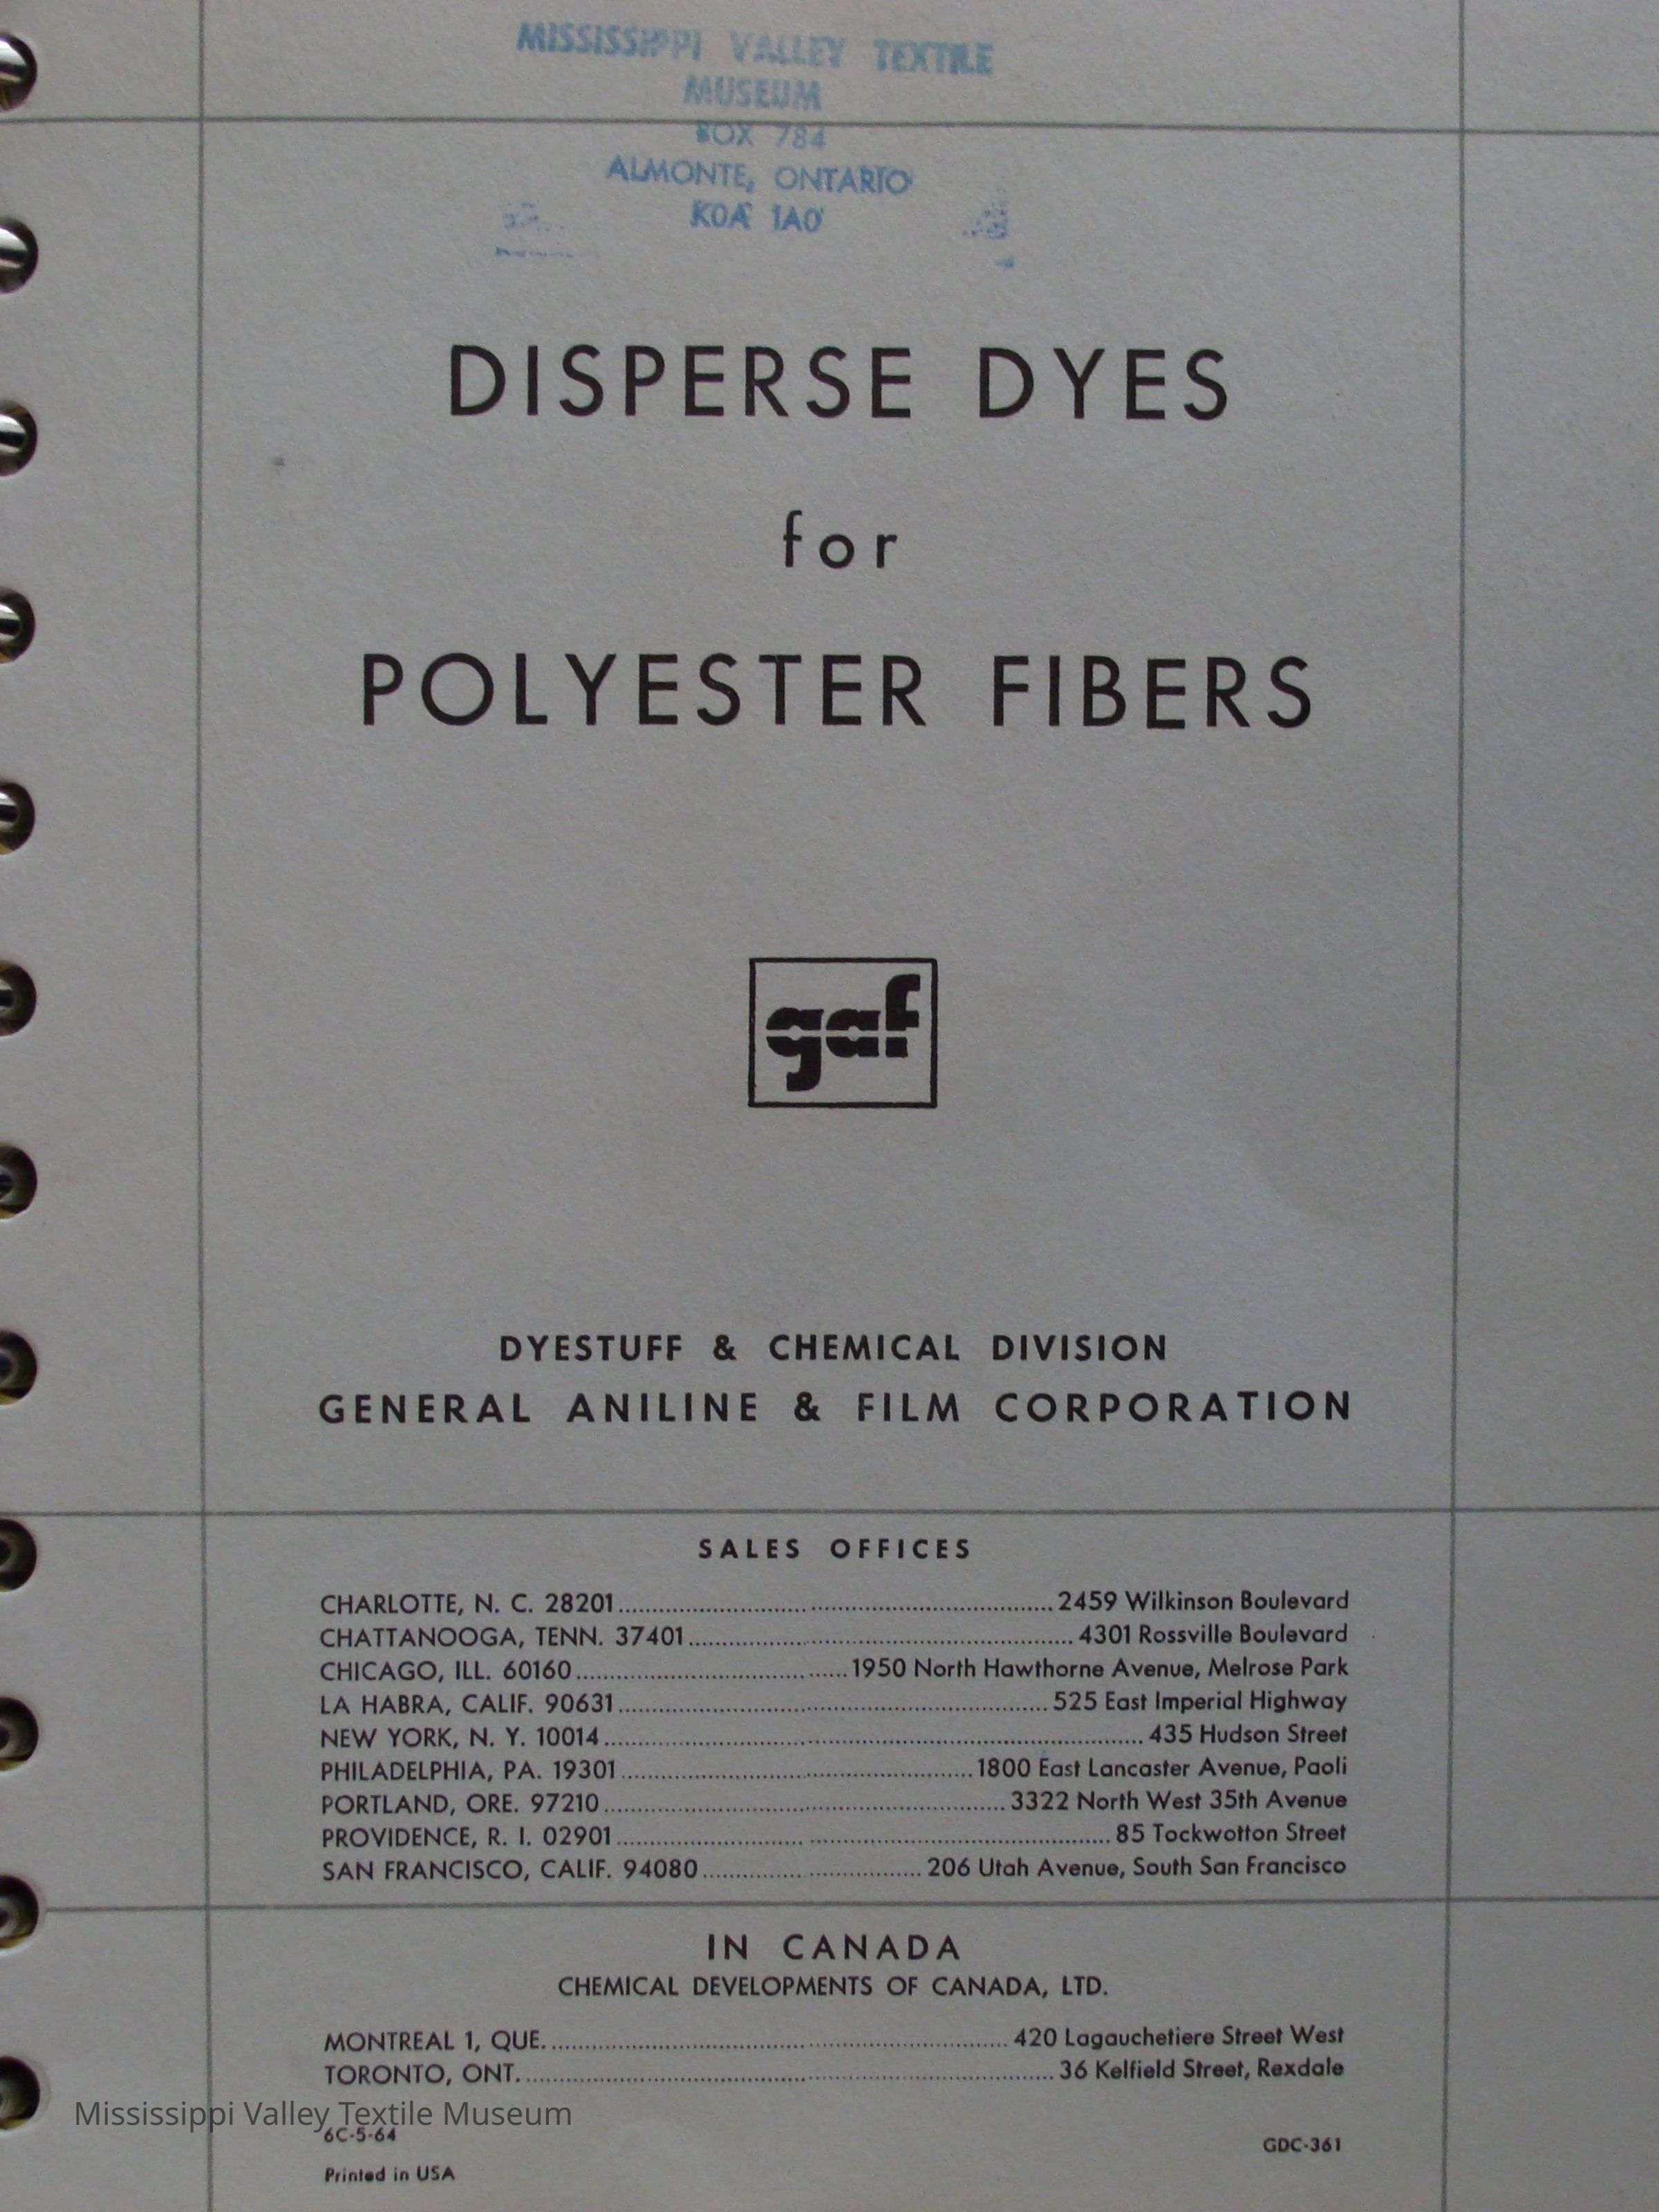 MISSISSIPPI VALLEY TEXTILE
MUSEUM
BOX 784
ALMONTE, ONTARIO
K0A 1A0
DISPERSE DYES
for
POLYESTER FIBERS
gaf
DYESTUFF & CHEMICAL DIVISION
GENERAL ANILINE & FILM CORPORATION
SALES OFFICES
CHARLOTTE, N. C. 28201 2459 Wilkinson Boulevard
CHATTANOOGA, TENN. 37401 4301 Rossville Boulevard
CHICAGO, ILL. 60160 1950 North Hawthorne Avenue, Melrose Park
LA HABRA, CALIF. 90631 525 East Imperial Highway
NEW YORK, N. Y. 10014 435 Hudson Street
PHILADELPHIA, PA. 19301 1800 East Lancaster Avenue, Paoli
PORTLAND, ORE. 97210 3322 North West 35th Avenue
PROVIDENCE, R. I. 02901 85 Tockwotton Street
SAN FRANCISCO, CALIF. 94080 206 Utah Avenue, South San Francisco
IN CANADA
CHEMICAL DEVELOPMENTS OF CANADA, LTD.
MONTREAL 1, QUE. 420 Lagauchetiere Street West
TORONTO, ONT. 36 Kelfield Street, Rexdale
Mississippi Valley Textile Museum
6C-5-64 GDC-361
Printed in USA